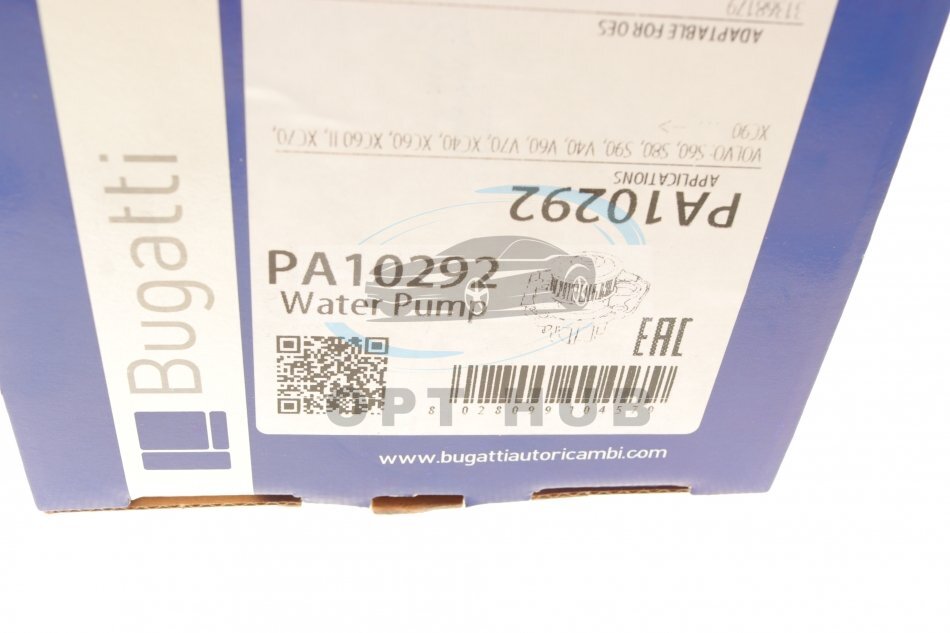 31368179
ADAPTABLE FOR OES
XC90
VOLVO: S60, S80, S90, V40, V60, V70, XC40, XC60, XC60 II, XC70,
APPLICATIONS
PA10292
PA10292
Water Pump
EAC
OPT HUB
www.bugattiautoricambi.com
Bugatti